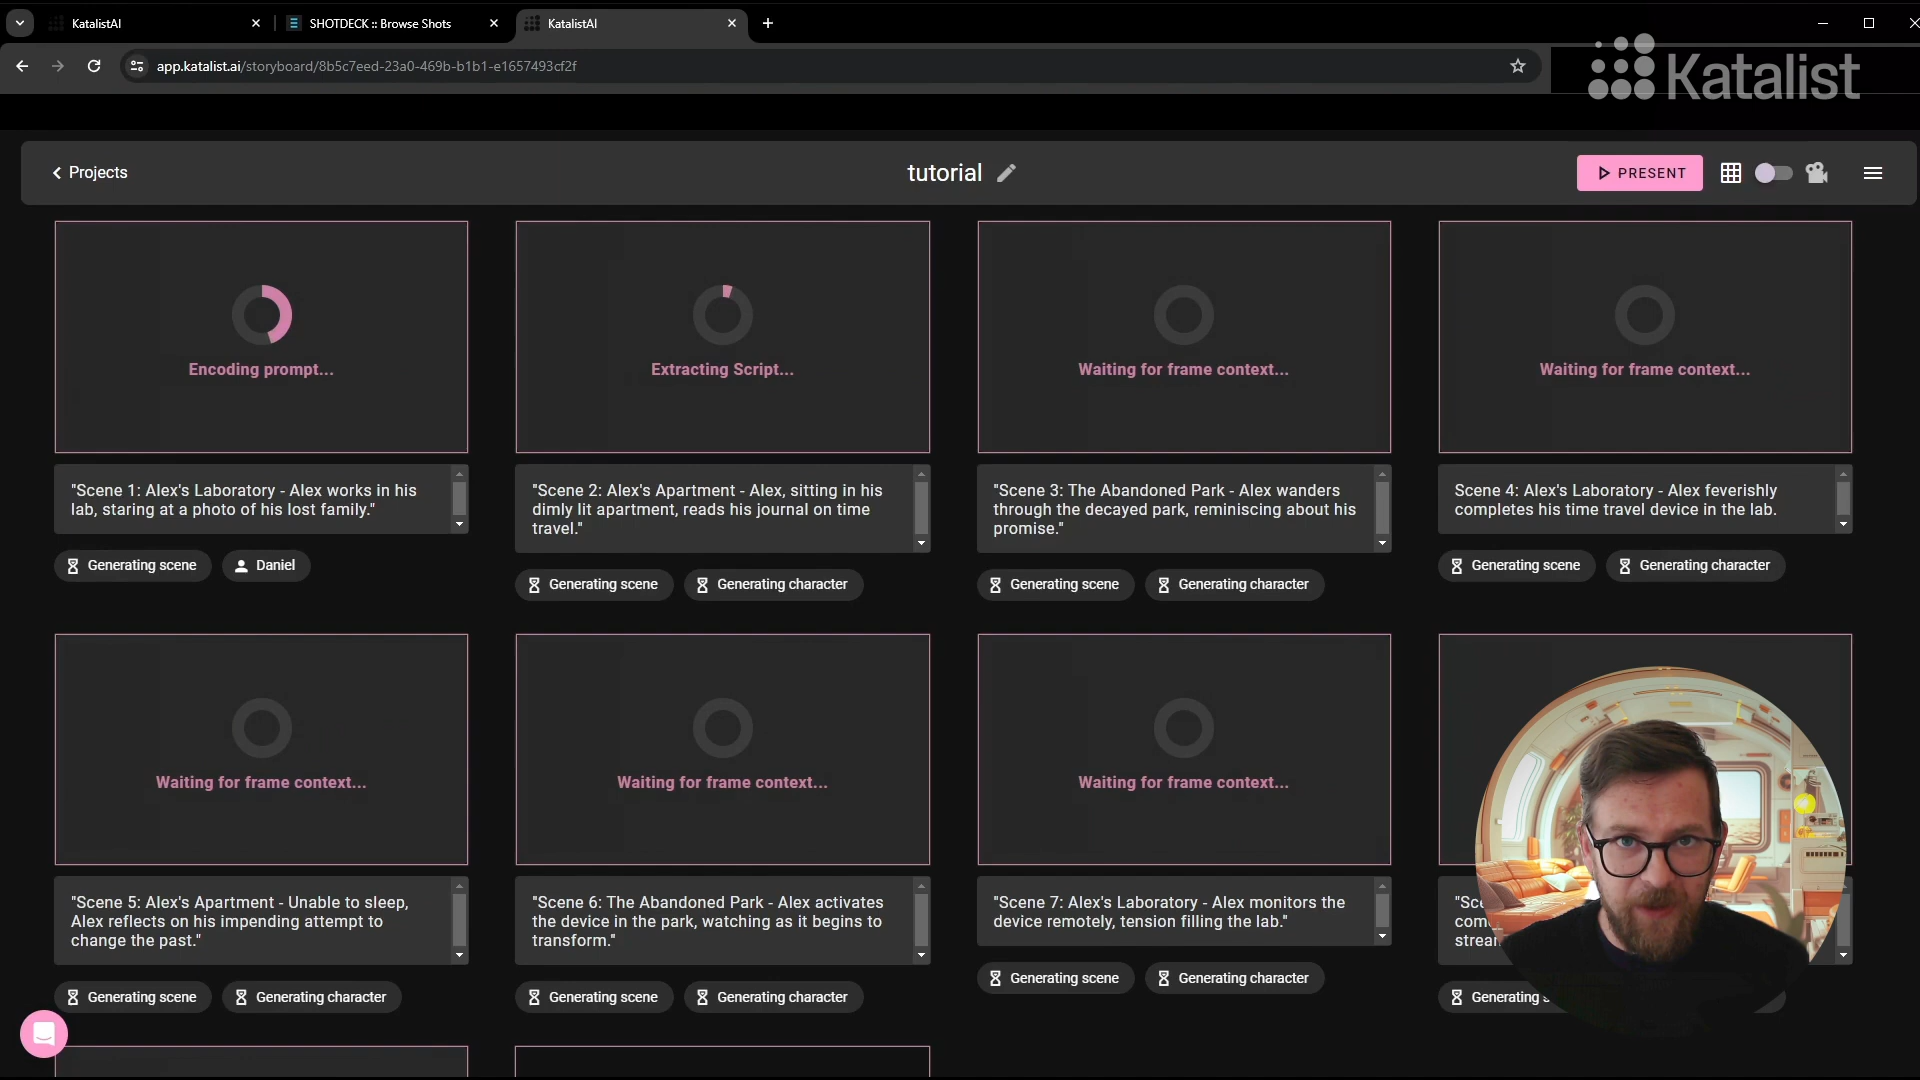 KatalistAI
SHOTDECK :: Browse Shots
KatalistAI
app.katalist.ai/storyboard/8b5c7eed-23a0-469b-b1b1-e1657493cf2f
Katalist
Projects
tutorial
PRESENT
Encoding prompt...
Extracting Script...
Waiting for frame context...
Waiting for frame context...
"Scene 1: Alex's Laboratory - Alex works in his
lab, staring at a photo of his lost family."
Generating scene
Daniel
"Scene 2: Alex's Apartment - Alex, sitting in his
dimly lit apartment, reads his journal on time
travel."
Generating scene
Generating character
"Scene 3: The Abandoned Park - Alex wanders
through the decayed park, reminiscing about his
promise."
Generating scene
Generating character
Scene 4: Alex's Laboratory - Alex feverishly
completes his time travel device in the lab.
Generating scene
Generating character
Waiting for frame context...
Waiting for frame context...
Waiting for frame context...
"Scene 5: Alex's Apartment - Unable to sleep,
Alex reflects on his impending attempt to
change the past."
Generating scene
Generating character
"Scene 6: The Abandoned Park - Alex activates
the device in the park, watching as it begins to
transform."
Generating scene
Generating character
"Scene 7: Alex's Laboratory - Alex monitors the
device remotely, tension filling the lab."
Generating scene
Generating character
Generating